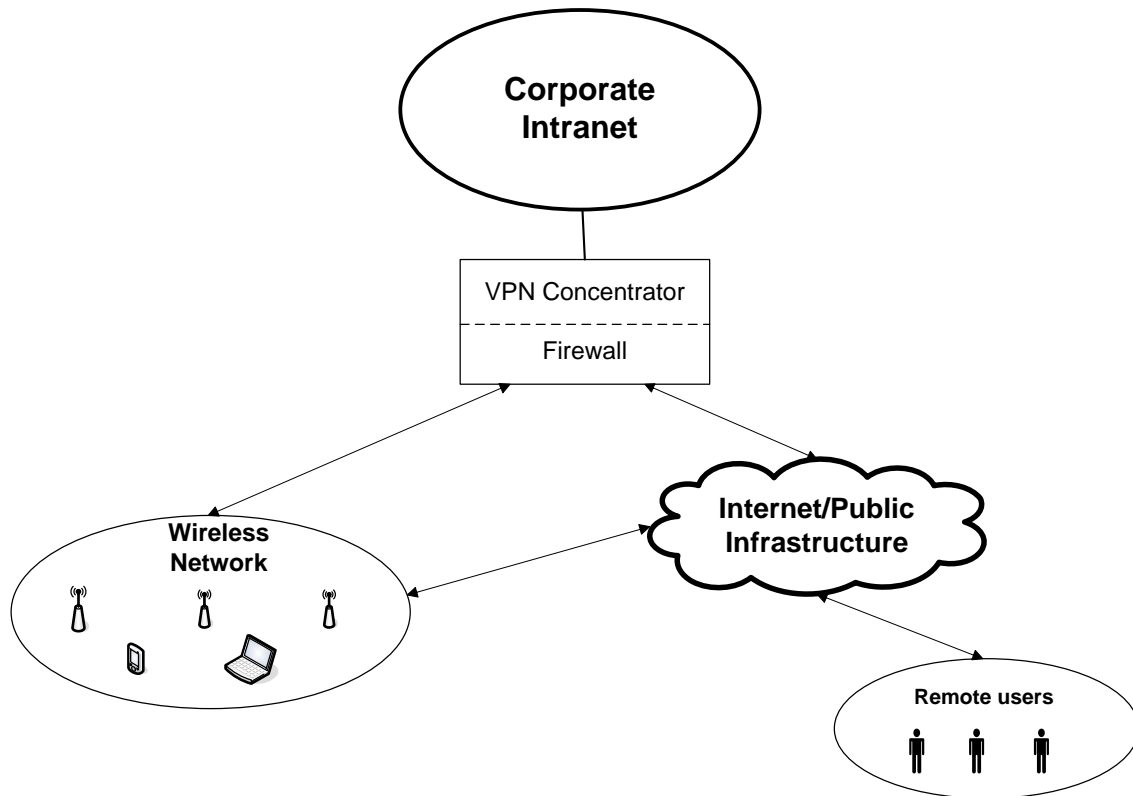 Corporate
Intranet
VPN Concentrator
Firewall
Wireless
Network
Internet/Public
Infrastructure
Remote users